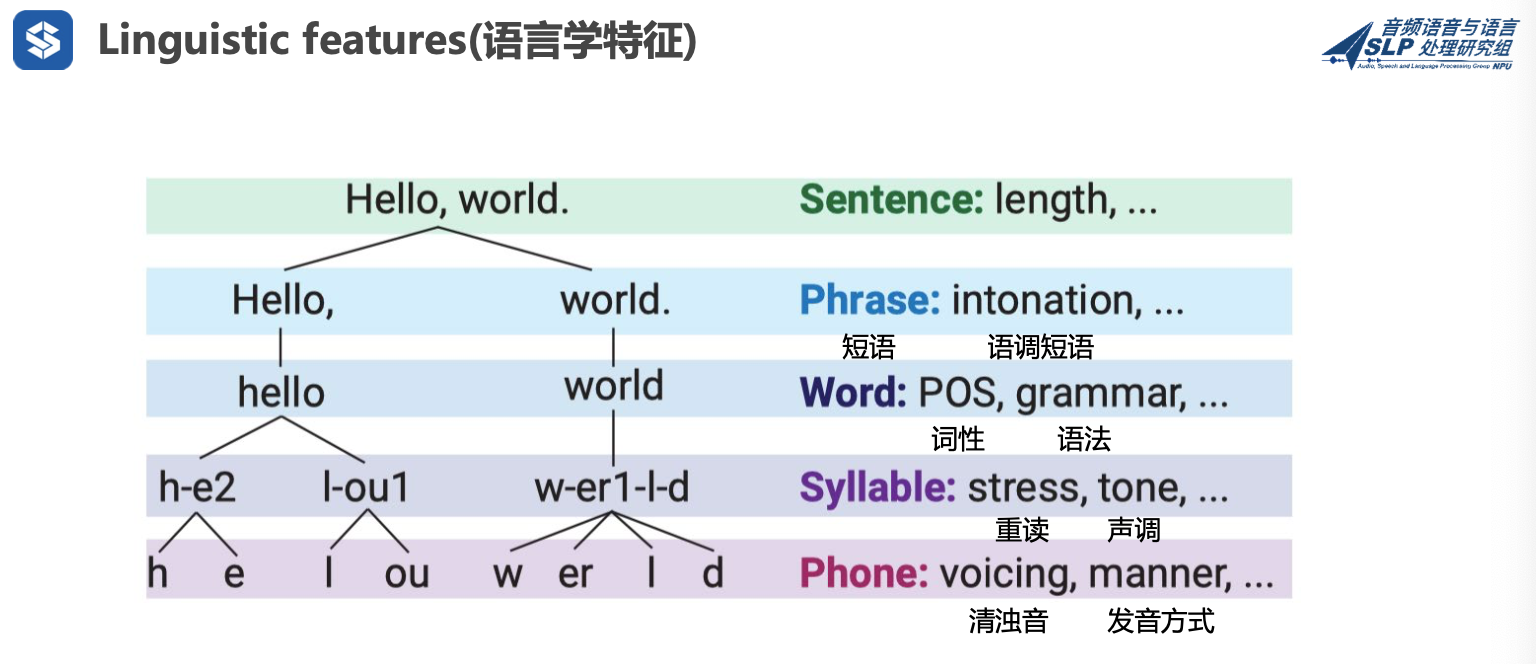 Linguistic features(语言学特征)
音频语音与语言
SLP 处理研究组
Audio, Speech and Language Processing Group NPU
Hello, world. Sentence: length, ...
Hello, world. Phrase: intonation, ...
短语 语调短语
hello world Word: POS, grammar, ...
词性 语法
h-e2 l-ou1 w-er1-l-d Syllable: stress, tone, ...
重读 声调
h e l ou w er l d Phone: voicing, manner, ...
清浊音 发音方式